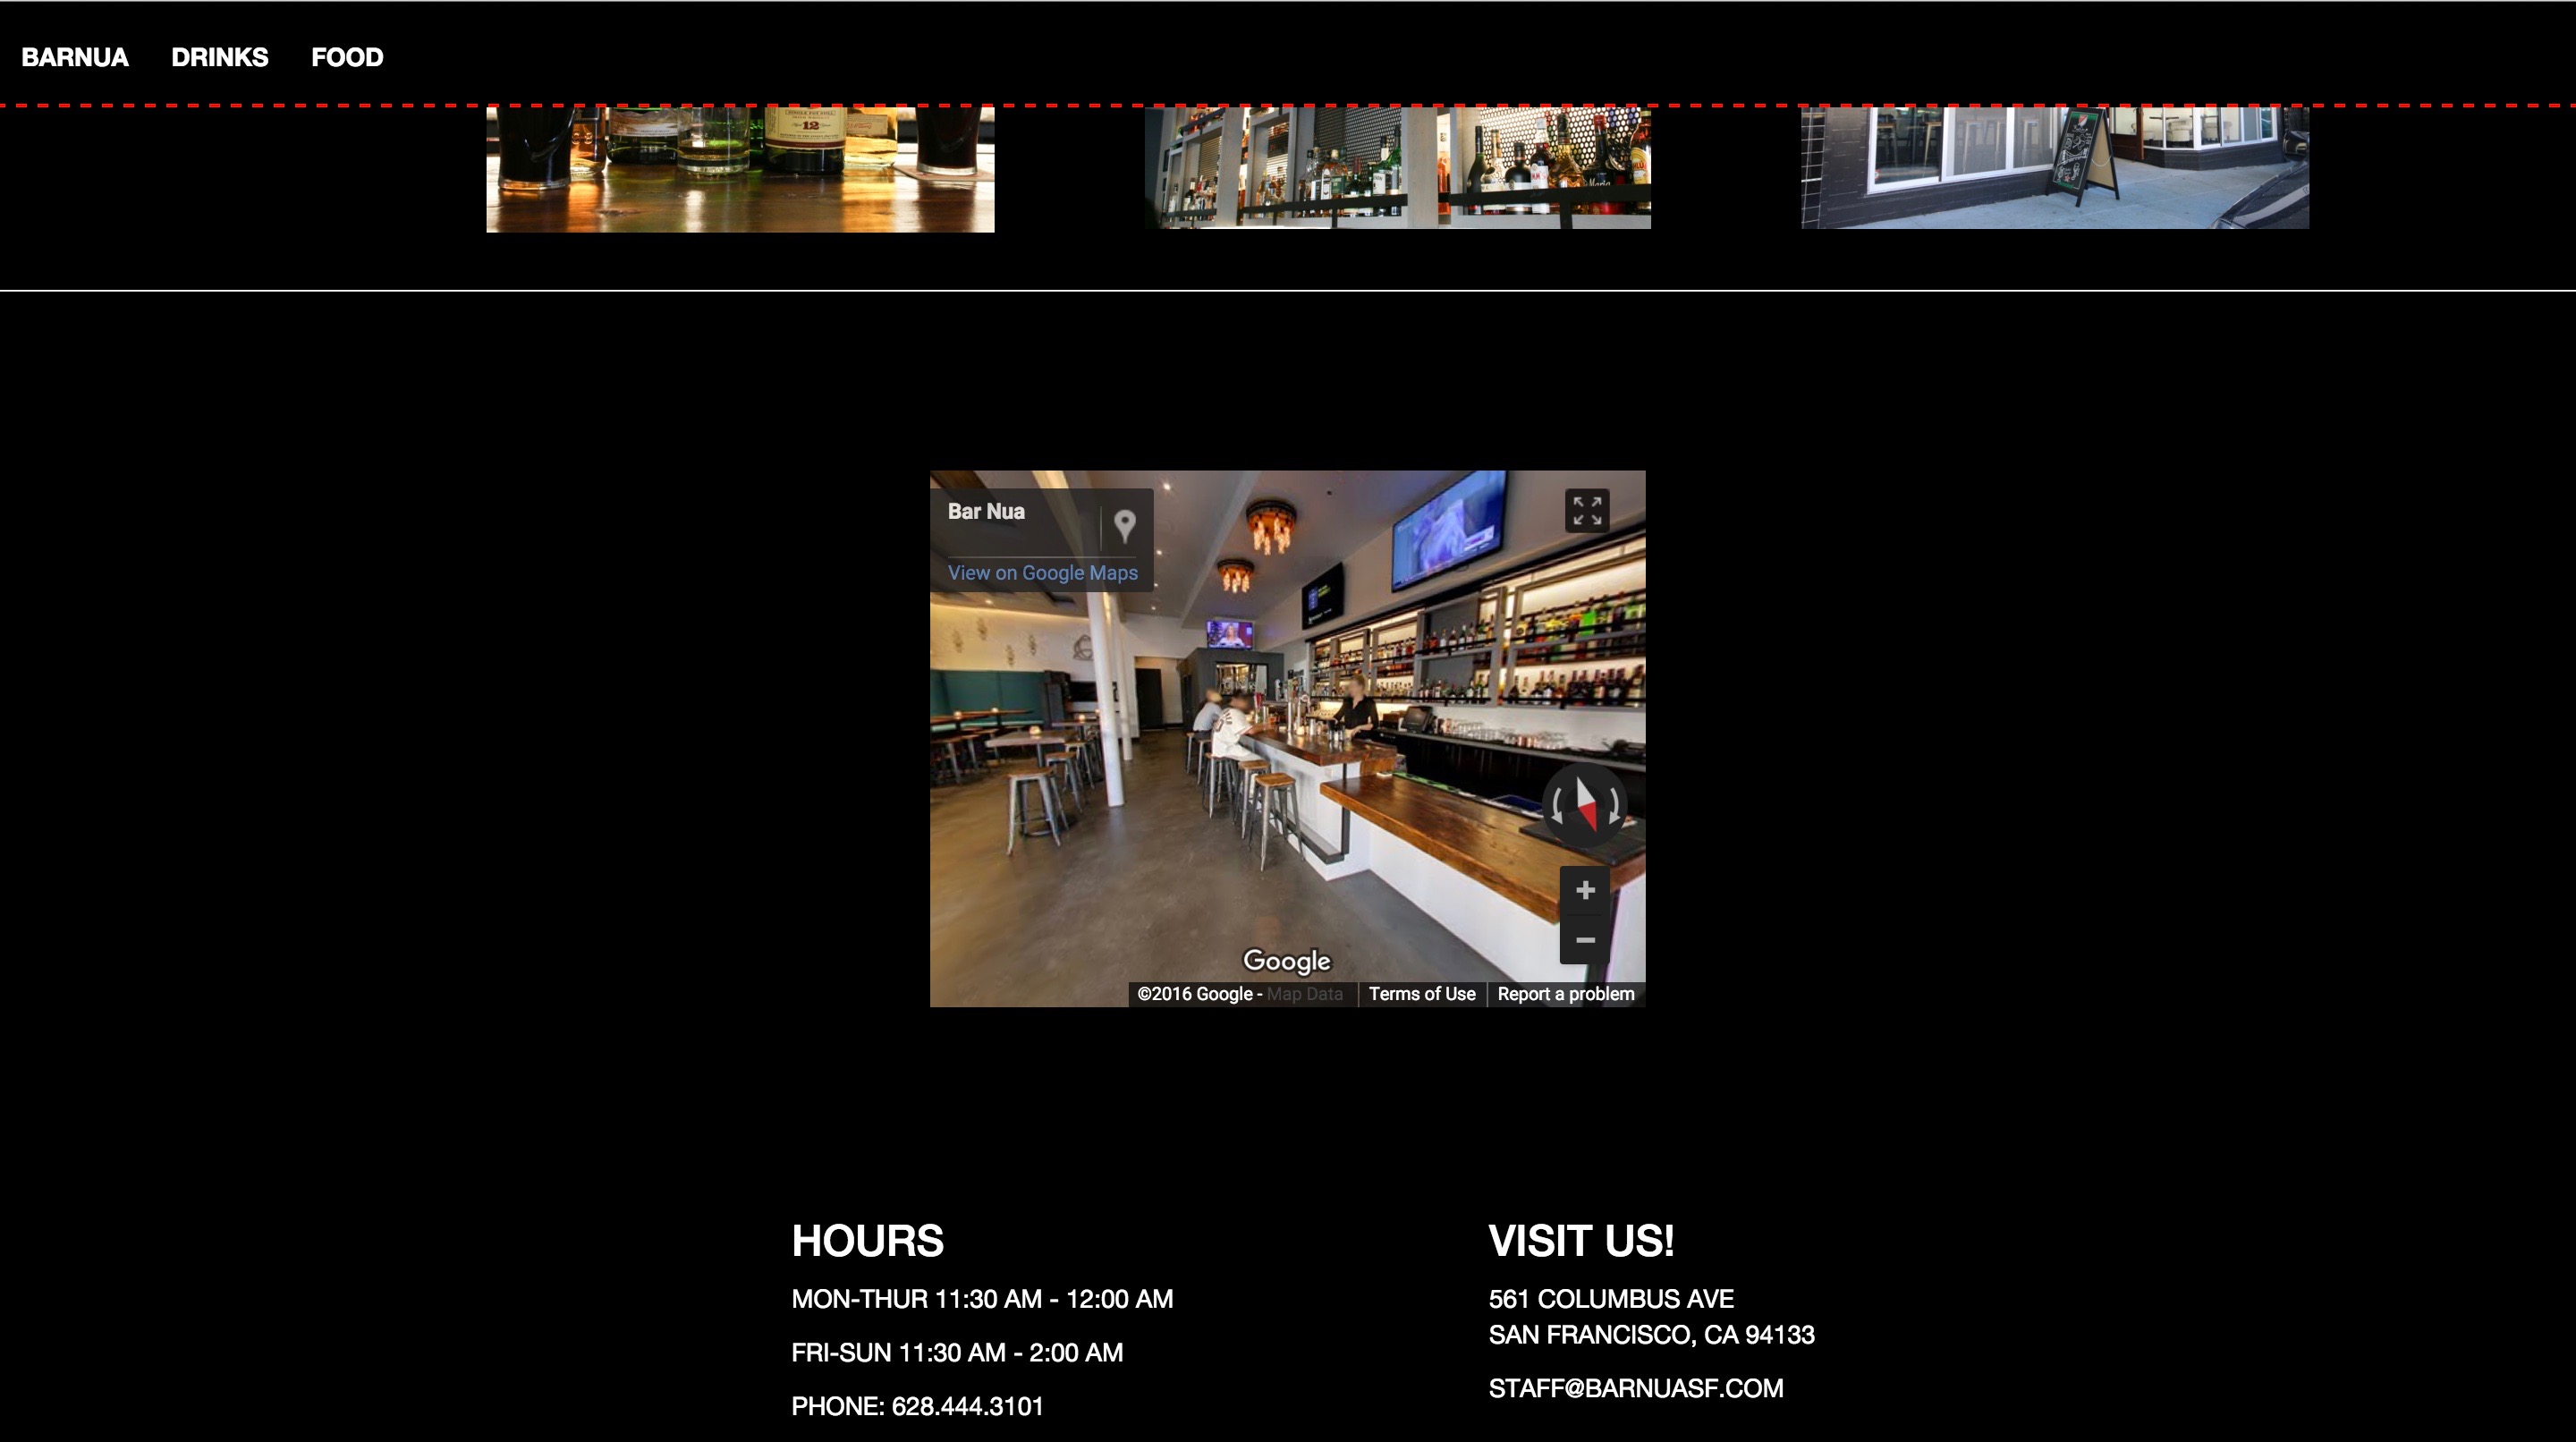 BARNUA DRINKS FOOD
12
Bar Nua
View on Google Maps
Google
©2016 Google - Map Data Terms of Use Report a problem
HOURS
MON-THUR 11:30 AM - 12:00 AM
FRI-SUN 11:30 AM - 2:00 AM
PHONE: 628.444.3101
VISIT US!
561 COLUMBUS AVE
SAN FRANCISCO, CA 94133
STAFF@BARNUASF.COM